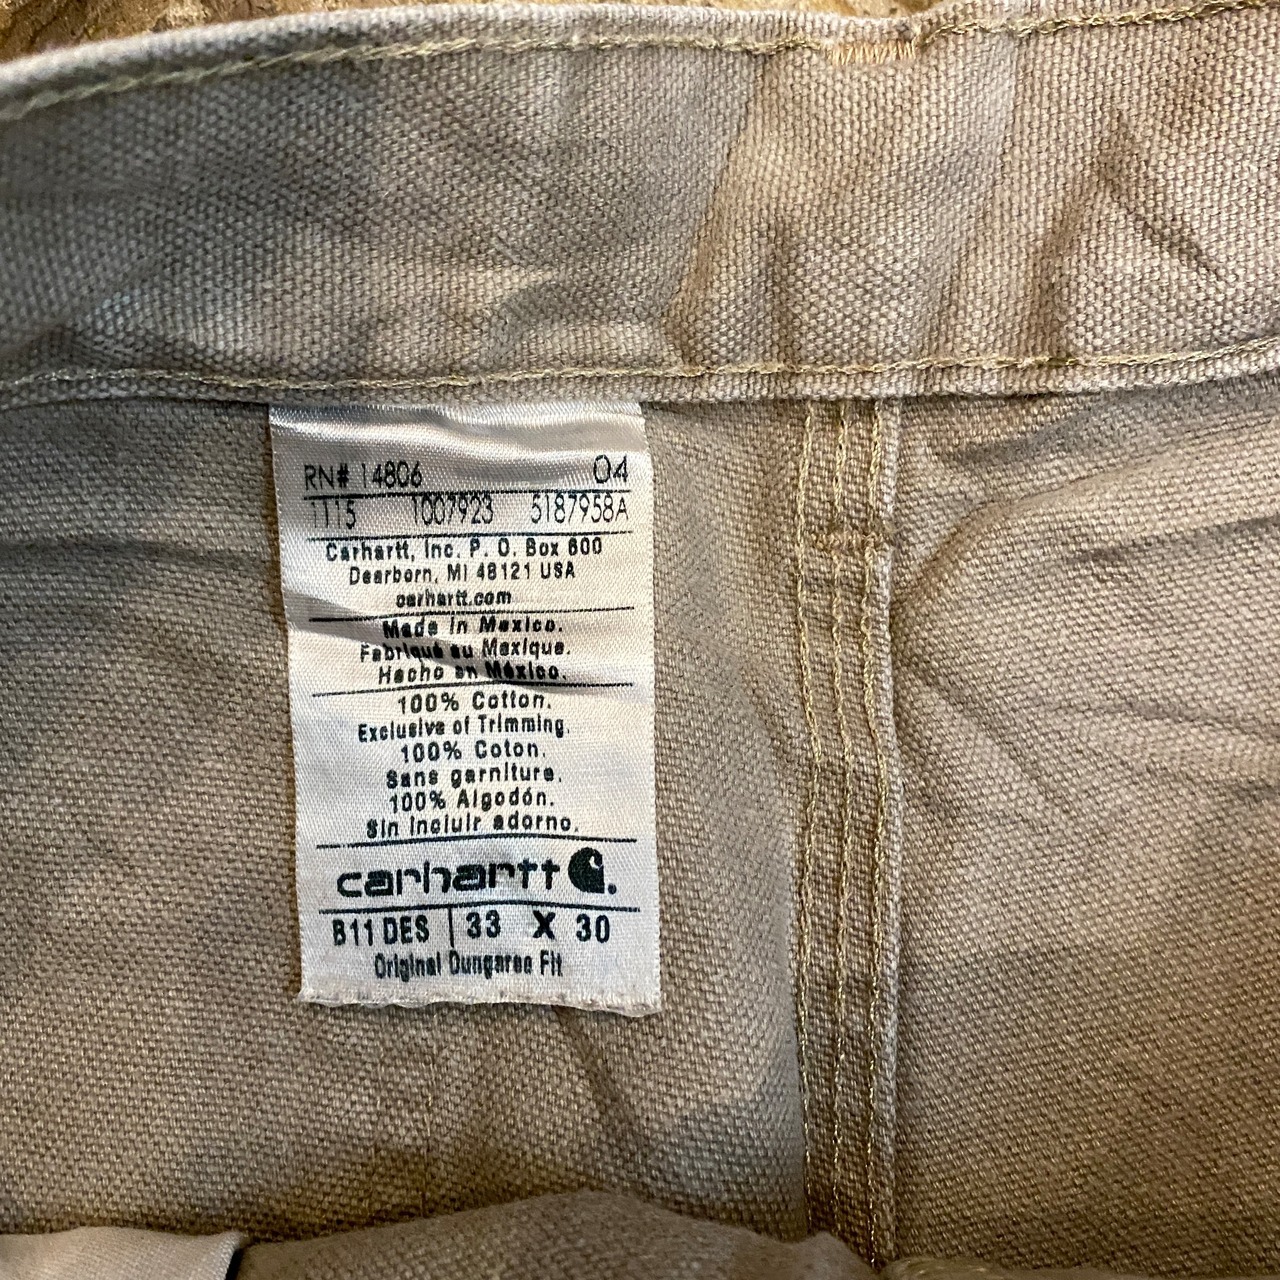 RN# 14806 04
1115 1007923 5187958A
Carhartt, Inc. P. O. Box 600
Dearborn, MI 48121 USA
carhartt.com
Made in Mexico.
Fabriqué au Mexique.
Hecho en México.
100% Cotton.
Exclusive of Trimming.
100% Coton.
Sans garniture.
100% Algodón.
Sin incluir adorno.
carhartt
B11 DES | 33 X 30
Original Dungaree Fit